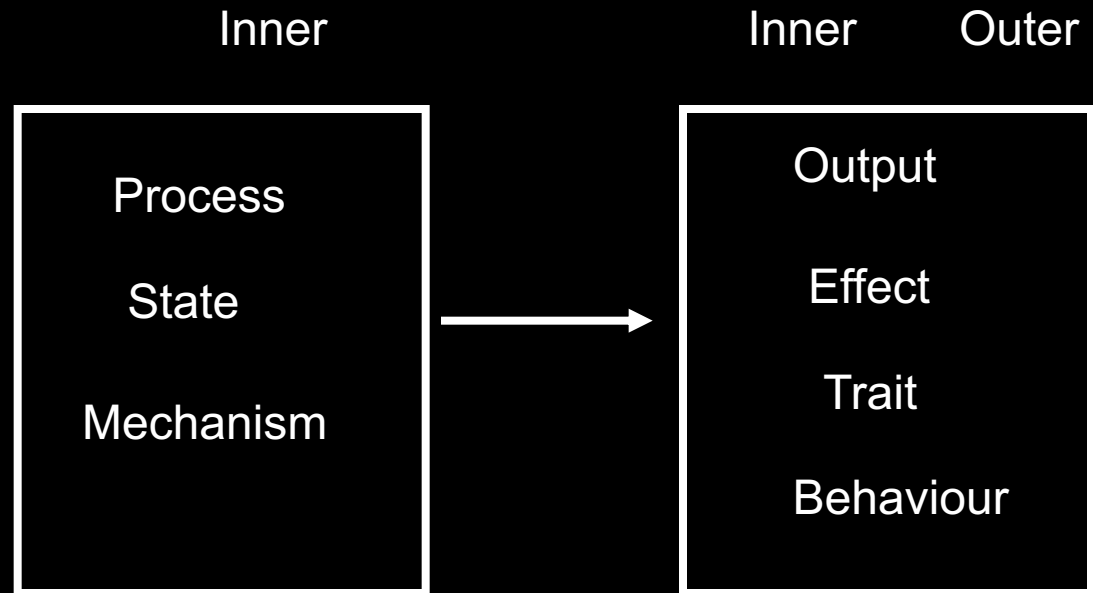 Inner
Inner Outer
Process
State
Mechanism
Output
Effect
Trait
Behaviour